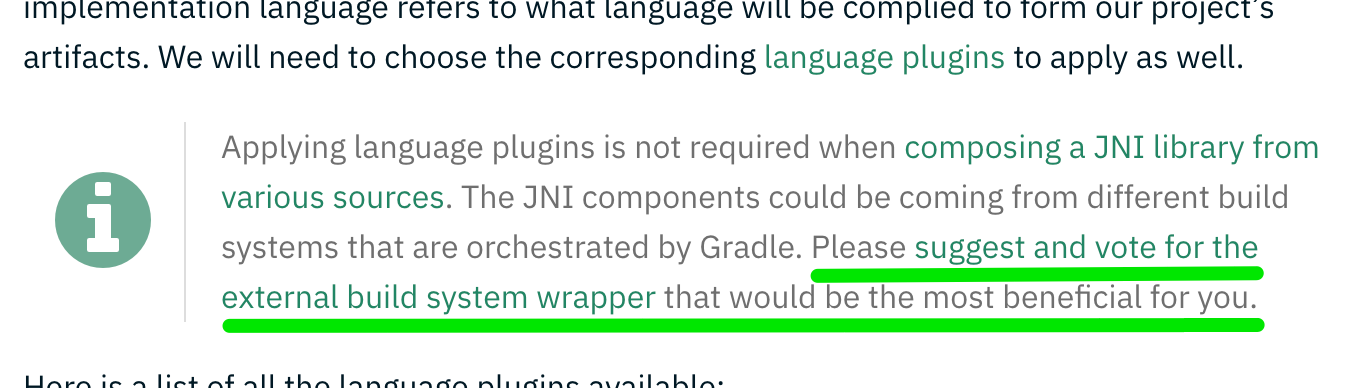 implementation language refers to what language will be complied to form our project's
artifacts. We will need to choose the corresponding language plugins to apply as well.
Applying language plugins is not required when composing a JNI library from
various sources. The JNI components could be coming from different build
systems that are orchestrated by Gradle. Please suggest and vote for the
external build system wrapper that would be the most beneficial for you.
Here is a list of all the language plugins available: